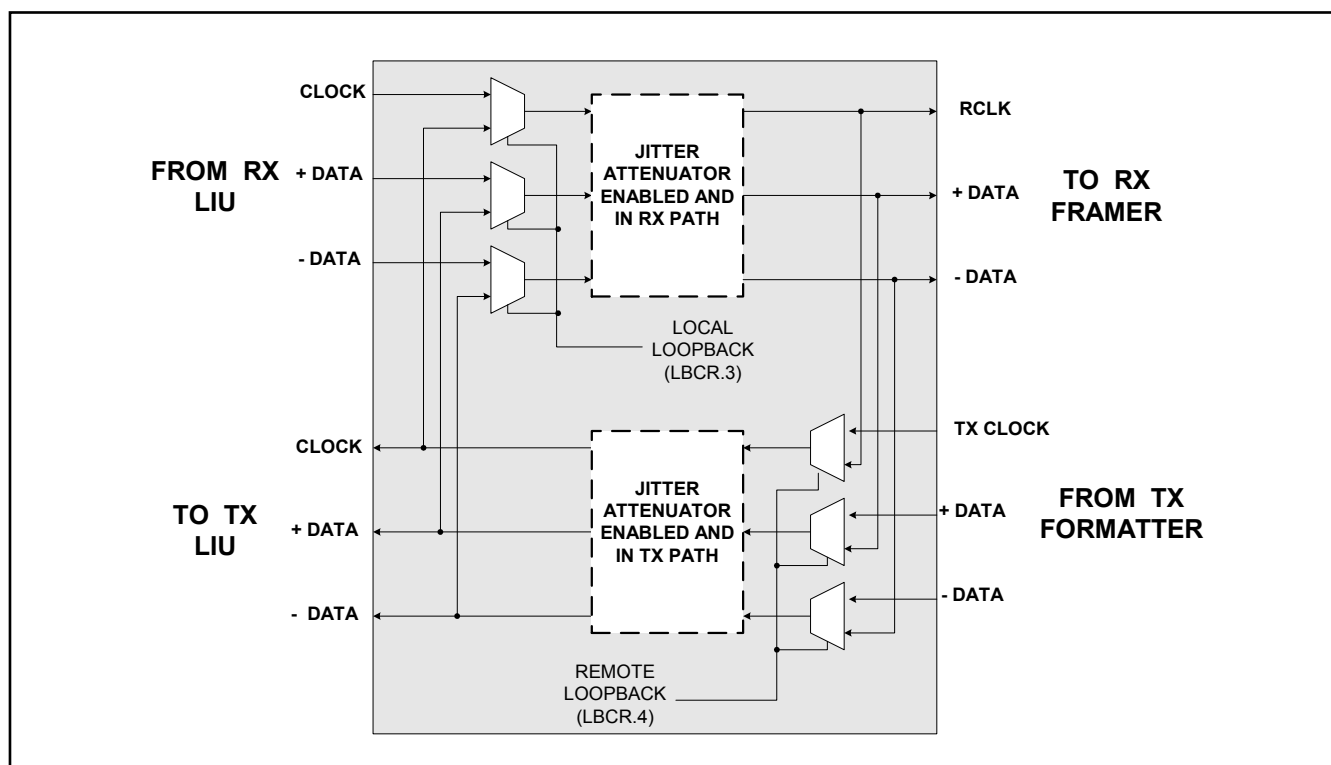 CLOCK
RCLK
FROM RX
LIU
+ DATA
JITTER
ATTENUATOR
ENABLED AND
IN RX PATH
+ DATA
TO RX
FRAMER
- DATA
- DATA
LOCAL
LOOPBACK
(LBCR.3)
CLOCK
TX CLOCK
TO TX
LIU
+ DATA
JITTER
ATTENUATOR
ENABLED AND
IN TX PATH
+ DATA
FROM TX
FORMATTER
- DATA
- DATA
REMOTE
LOOPBACK
(LBCR.4)